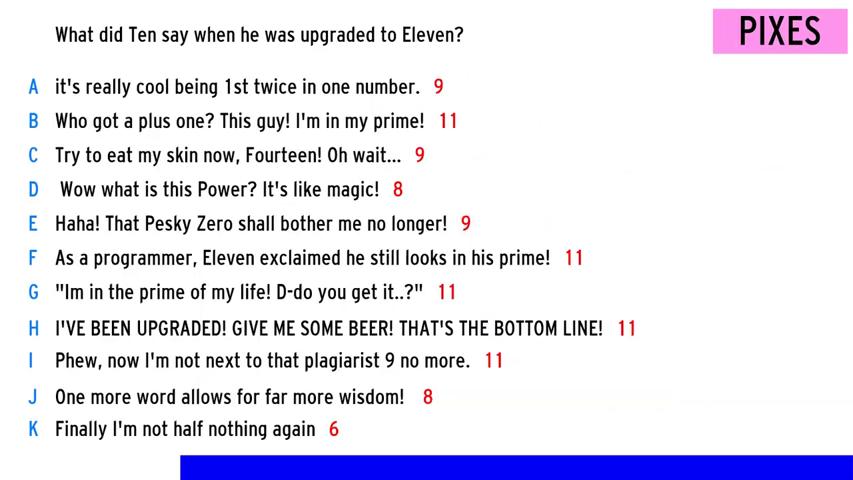 What did Ten say when he was upgraded to Eleven?
PIXES
A it's really cool being 1st twice in one number. 9
B Who got a plus one? This guy! I'm in my prime! 11
C Try to eat my skin now, Fourteen! Oh wait... 9
D Wow what is this Power? It's like magic! 8
E Haha! That Pesky Zero shall bother me no longer! 9
F As a programmer, Eleven exclaimed he still looks in his prime! 11
G "Im in the prime of my life! D-do you get it..?" 11
H I'VE BEEN UPGRADED! GIVE ME SOME BEER! THAT'S THE BOTTOM LINE! 11
I Phew, now I'm not next to that plagiarist 9 no more. 11
J One more word allows for far more wisdom! 8
K Finally I'm not half nothing again 6